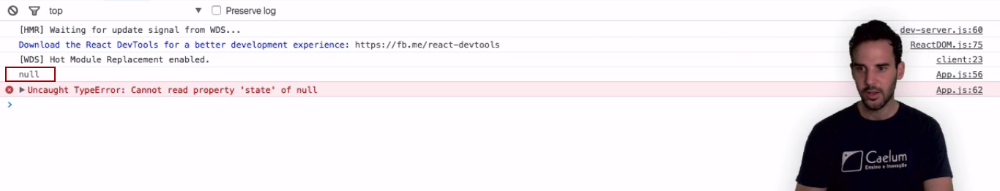 top ▼ Preserve log
[HMR] Waiting for update signal from WDS... dev-server.js:60
Download the React DevTools for a better development experience: https://fb.me/react-devtools ReactDOM.js:75
[WDS] Hot Module Replacement enabled. client:23
null App.js:56
▶Uncaught TypeError: Cannot read property 'state' of null App.js:62
>
Caelum
Ensino e Inovação